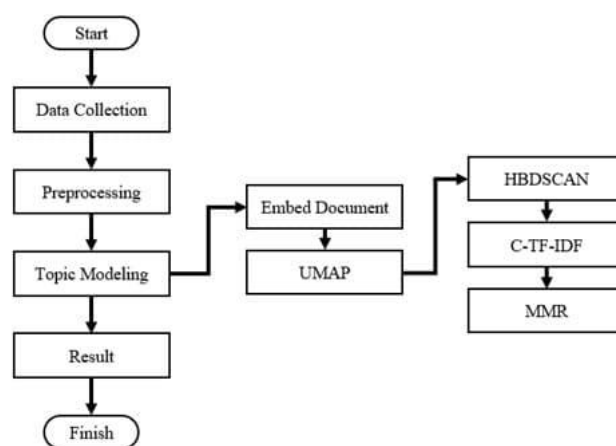 Start
Data Collection
Preprocessing
Topic Modeling
Result
Finish
Embed Document
UMAP
HBDSCAN
C-TF-IDF
MMR